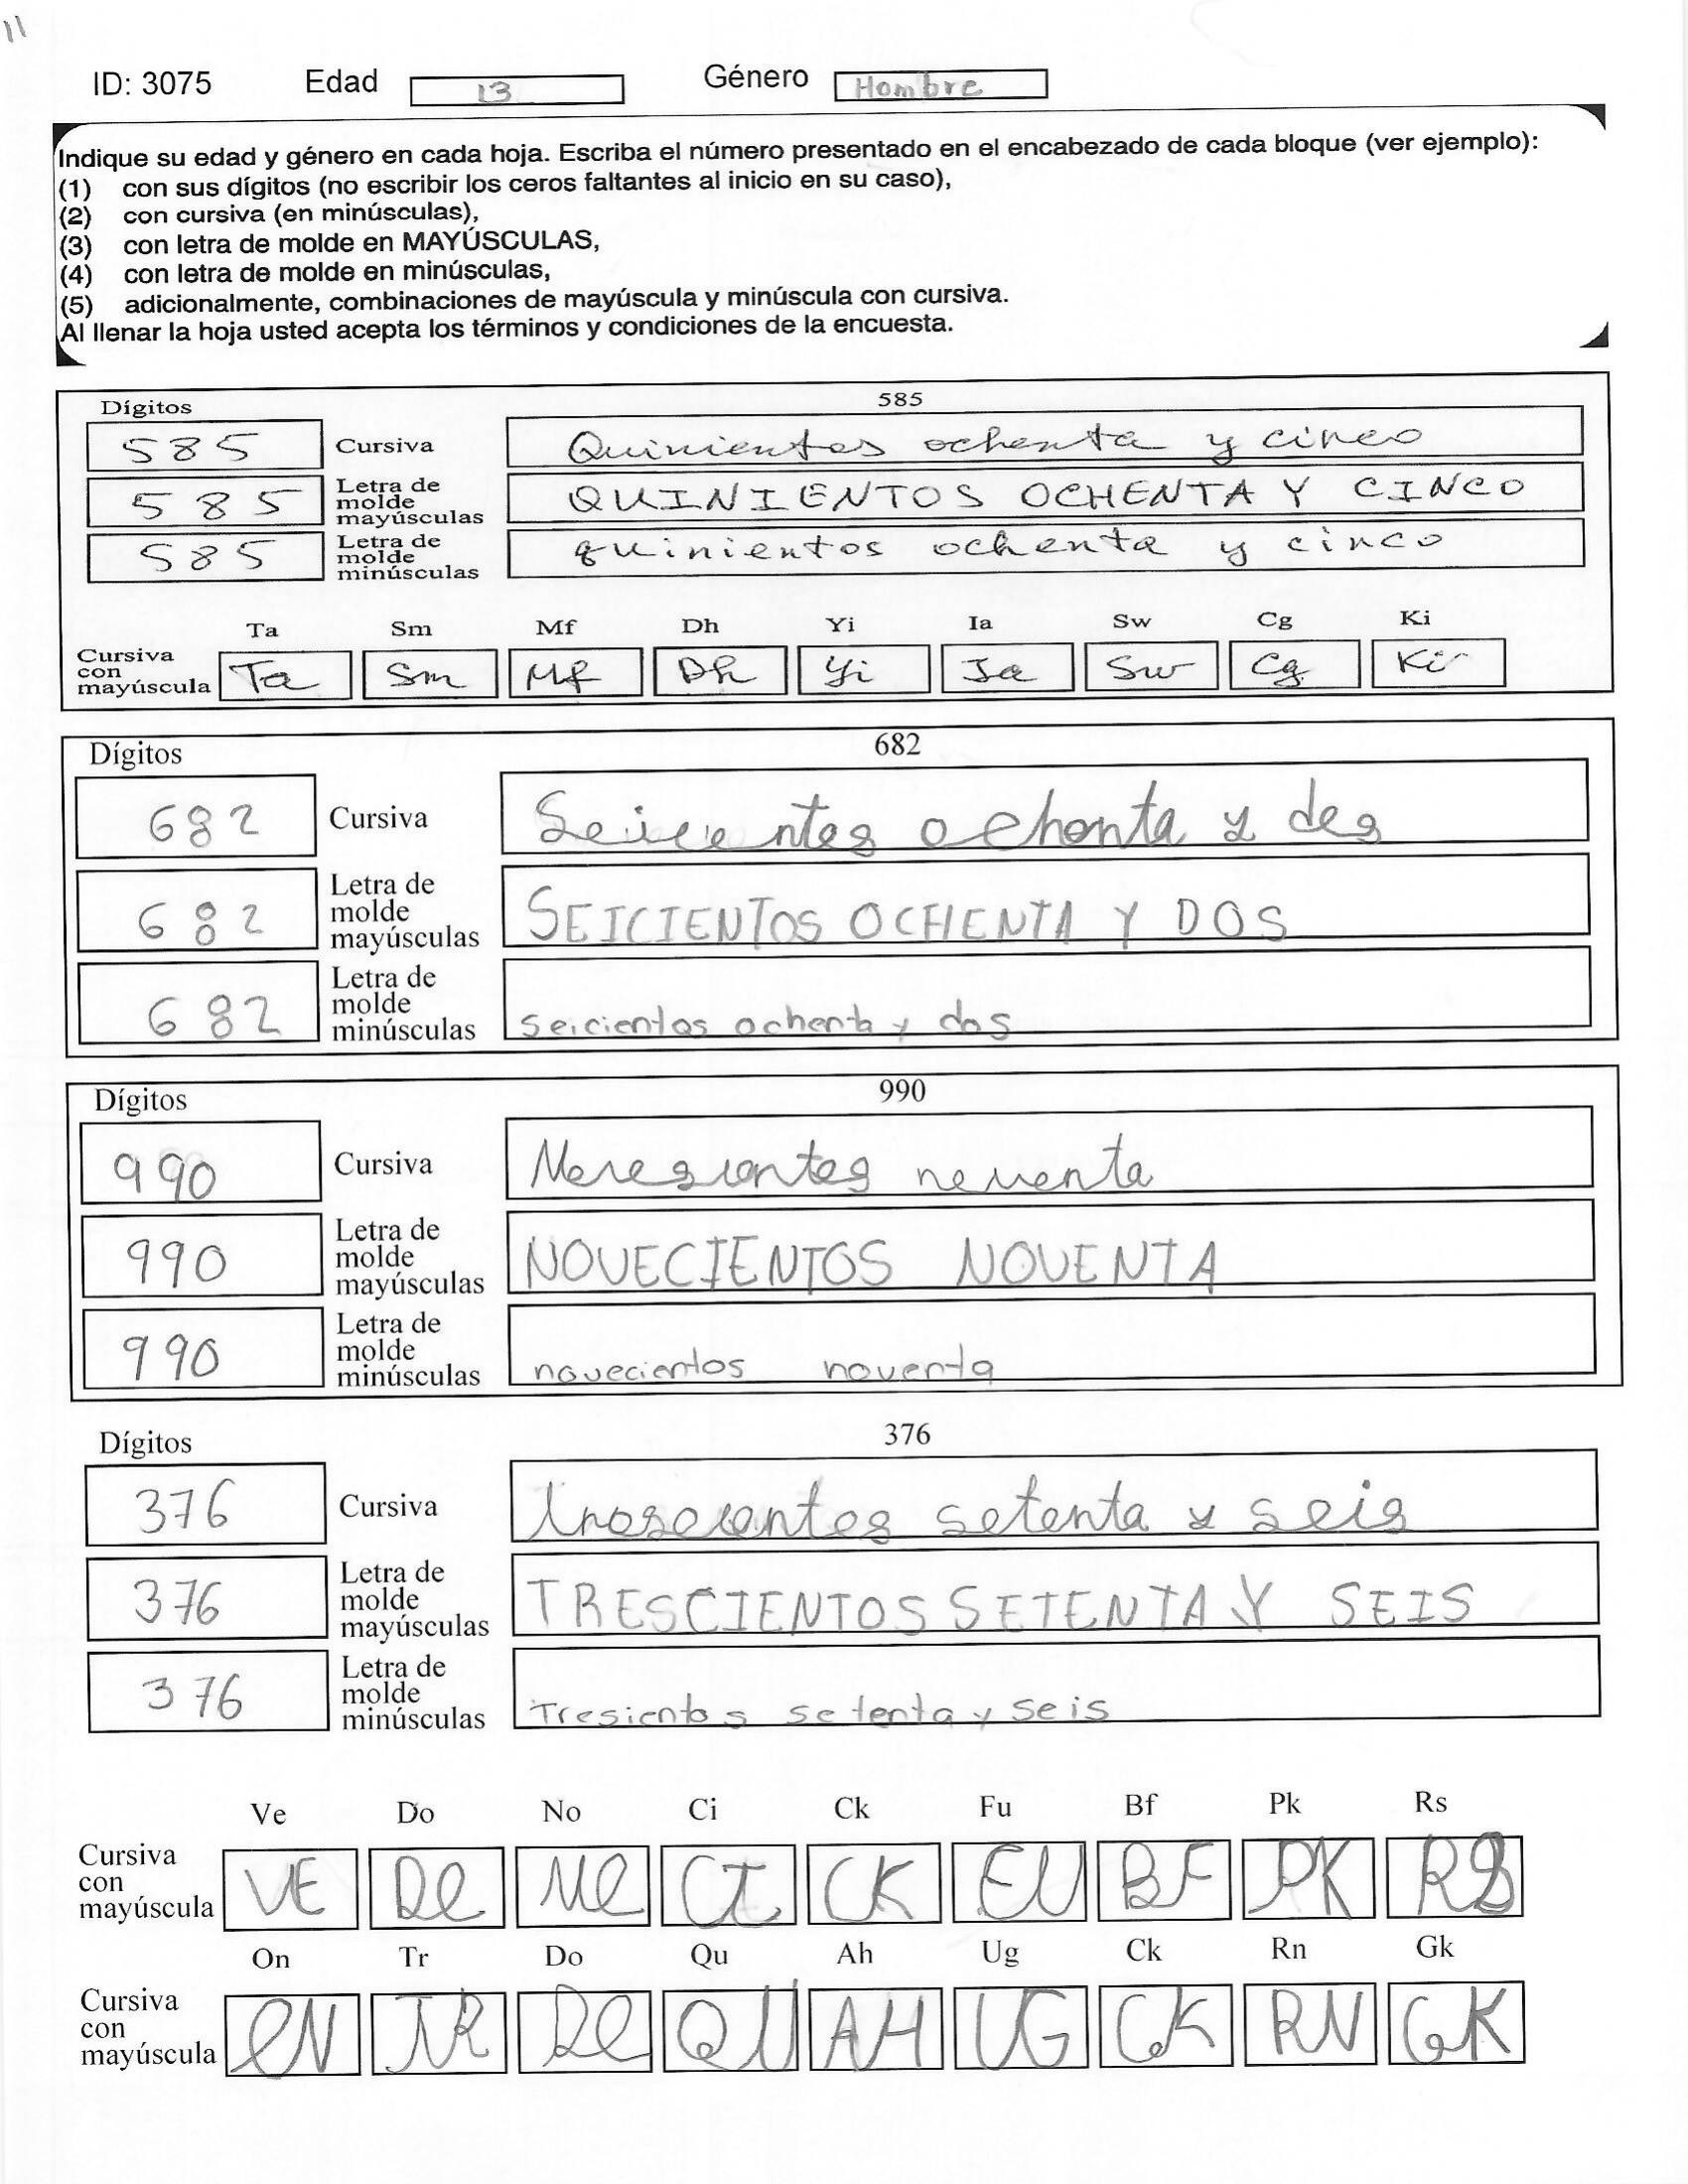 11
ID: 3075 Edad 13 Género Hombre
Indique su edad y género en cada hoja. Escriba el número presentado en el encabezado de cada bloque (ver ejemplo):
(1) con sus dígitos (no escribir los ceros faltantes al inicio en su caso),
(2) con cursiva (en minúsculas),
(3) con letra de molde en MAYÚSCULAS,
(4) con letra de molde en minúsculas,
(5) adicionalmente, combinaciones de mayúscula y minúscula con cursiva.
Al llenar la hoja usted acepta los términos y condiciones de la encuesta.
Dígitos 585
585 Cursiva Quinientos ochenta y cinco
585 Letra de molde mayúsculas QUINIENTOS OCHENTA Y CINCO
585 Letra de molde minúsculas quinientos ochenta y cinco
Ta Sm Mf Dh Yi Ia Sw Cg Ki
Cursiva con mayúscula Ta Sm Mf Dh Yi Ia Sw Cg Ki
Dígitos 682
682 Cursiva ochonta y des
682 Letra de molde mayúsculas SEICIENTOS OCHENTA Y DOS
682 Letra de molde minúsculas seicientos ochenta y dos
Dígitos 990
990 Cursiva neventa
990 Letra de molde mayúsculas NOVECIENTOS NOVENTA
990 Letra de molde minúsculas novecientos noventa
Dígitos 376
376 Cursiva setenta y seis
376 Letra de molde mayúsculas TRESCIENTOS SETENTA Y SEIS
376 Letra de molde minúsculas Tresientos setenta y seis
Ve Do No Ci Ck Fu Bf Pk Rs
Cursiva con mayúscula VE De Ne CI CK FU BF PK RS
On Tr Do Qu Ah Ug Ck Rn Gk
Cursiva con mayúscula ON TR De QU AH UG CK RN GK